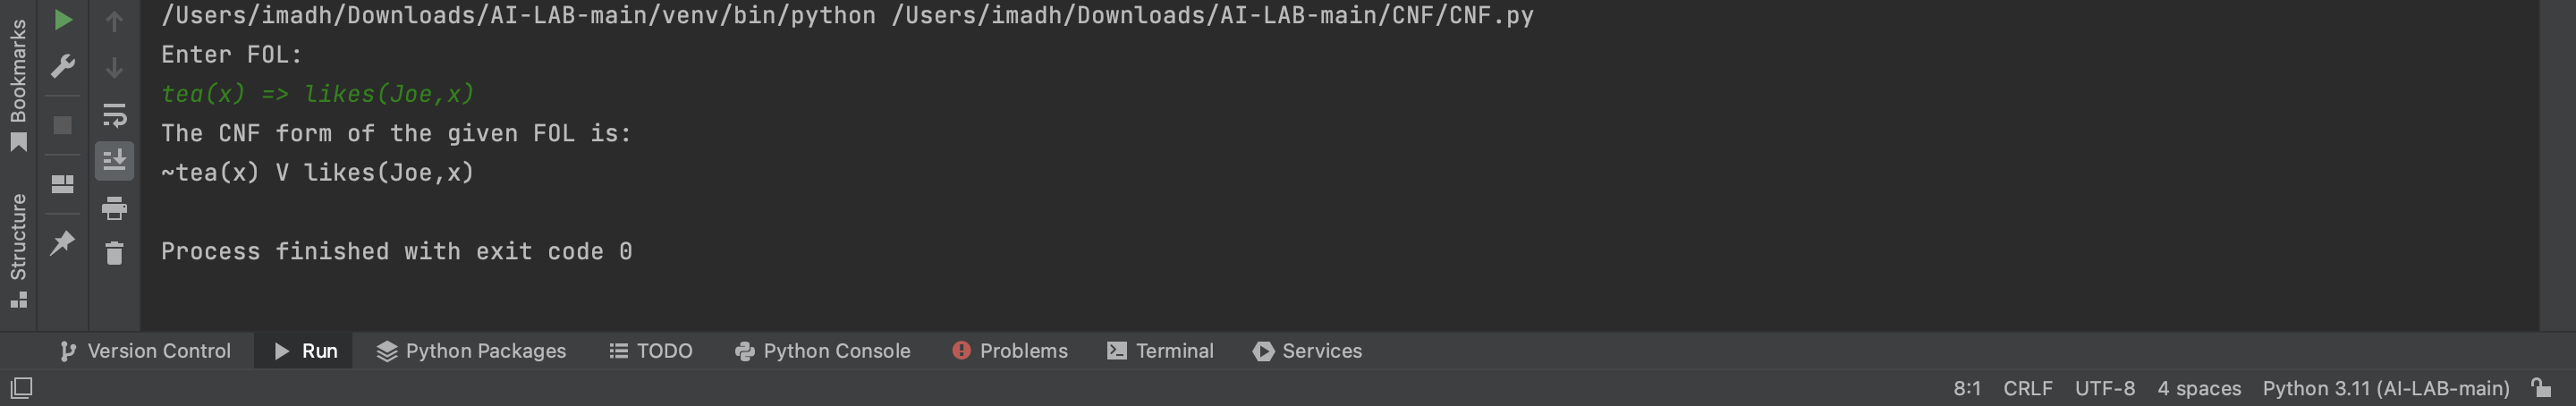 /Users/imadh/Downloads/AI-LAB-main/venv/bin/python /Users/imadh/Downloads/AI-LAB-main/CNF/CNF.py
Enter FOL:
tea(x) => likes(Joe,x)
The CNF form of the given FOL is:
~tea(x) V likes(Joe,x)
Process finished with exit code 0
Bookmarks
Structure
Version Control Run Python Packages TODO Python Console Problems Terminal Services
8:1 CRLF UTF-8 4 spaces Python 3.11 (AI-LAB-main)